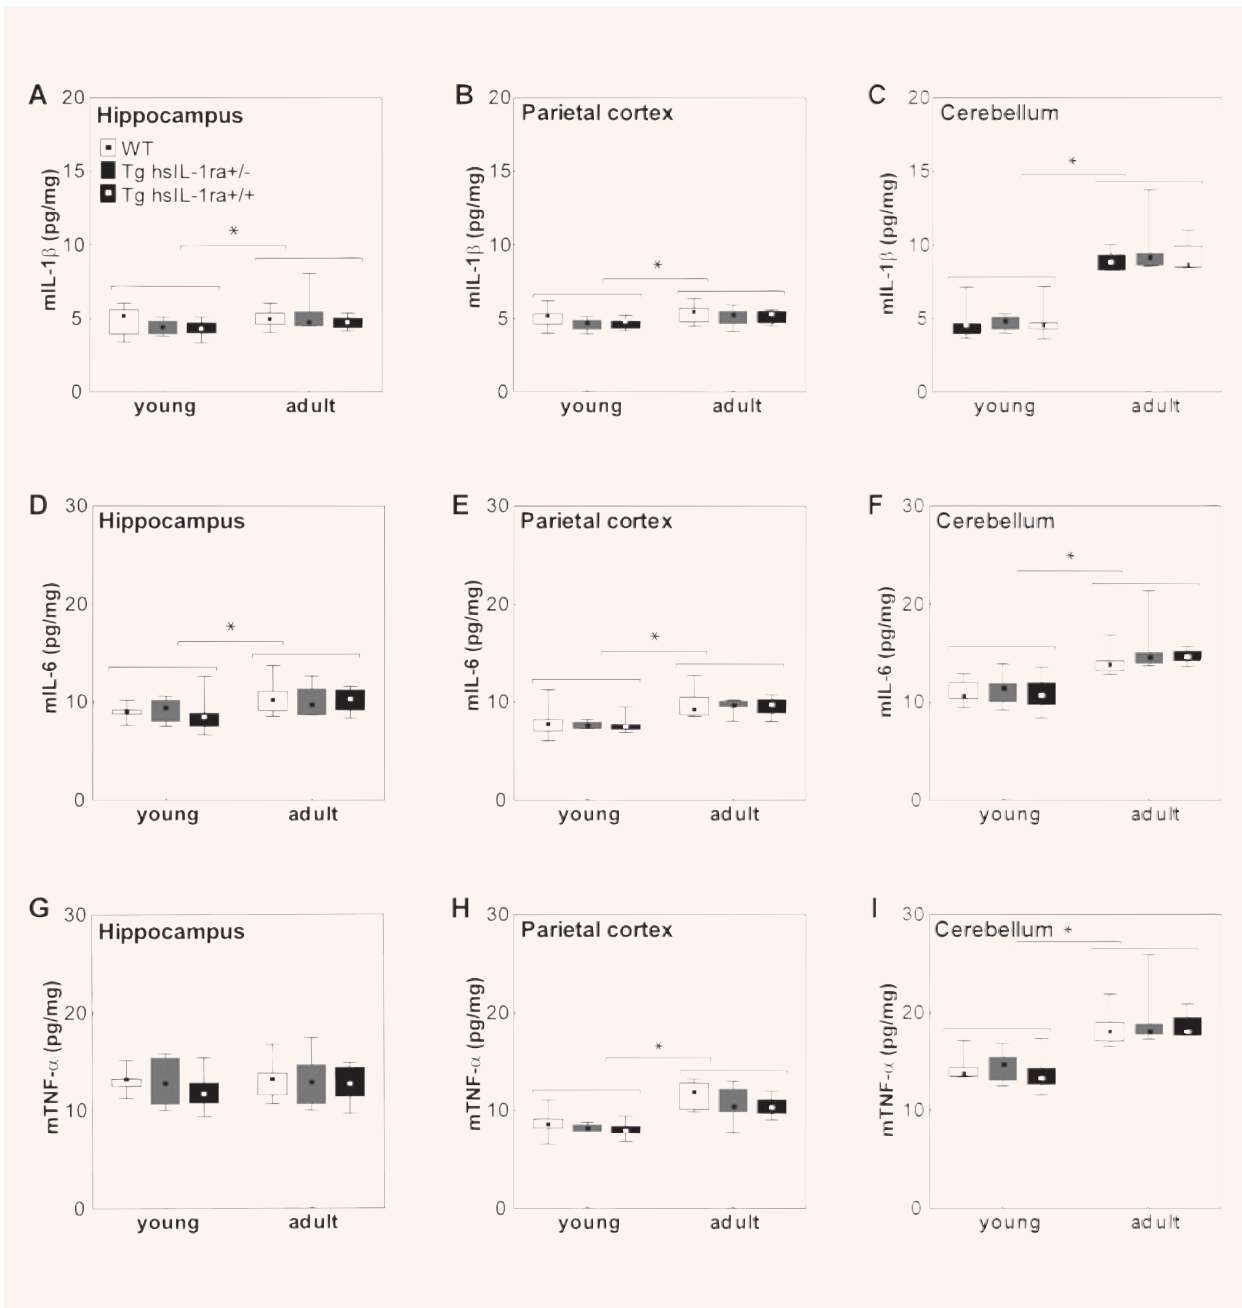 A
20
Hippocampus
WT
Tg hsIL-1ra+/-
Tg hsIL-1ra+/+
15
10
5
0
mIL-1β (pg/mg)
*
young
adult
B
20
Parietal cortex
15
10
5
0
mIL-1β (pg/mg)
*
young
adult
C
20
Cerebellum
15
10
5
0
mIL-1β (pg/mg)
*
young
adult
D
30
Hippocampus
20
10
0
mIL-6 (pg/mg)
*
young
adult
E
30
Parietal cortex
20
10
0
mIL-6 (pg/mg)
*
young
adult
F
30
Cerebellum
20
10
0
mIL-6 (pg/mg)
*
young
adult
G
30
Hippocampus
20
10
0
mTNF-α (pg/mg)
young
adult
H
30
Parietal cortex
20
10
0
mTNF-α (pg/mg)
*
young
adult
I
30
Cerebellum *
20
10
0
mTNF-α (pg/mg)
young
adult